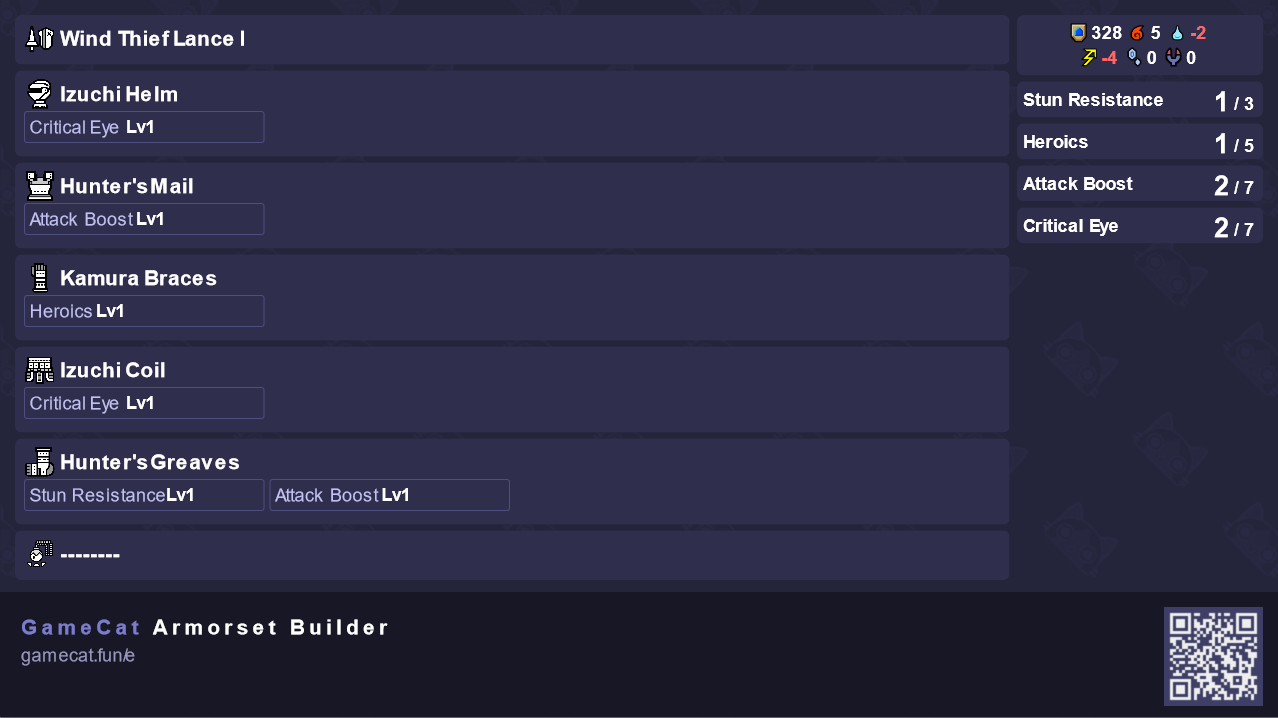 Wind Thief Lance I
Izuchi Helm
Critical Eye Lv1
Hunter's Mail
Attack Boost Lv1
Kamura Braces
Heroics Lv1
Izuchi Coil
Critical Eye Lv1
Hunter's Greaves
Stun Resistance Lv1 Attack Boost Lv1
--------
328 5 -2
-4 0 0
Stun Resistance 1 / 3
Heroics 1 / 5
Attack Boost 2 / 7
Critical Eye 2 / 7
GameCat Armorset Builder
gamecat.fun/e